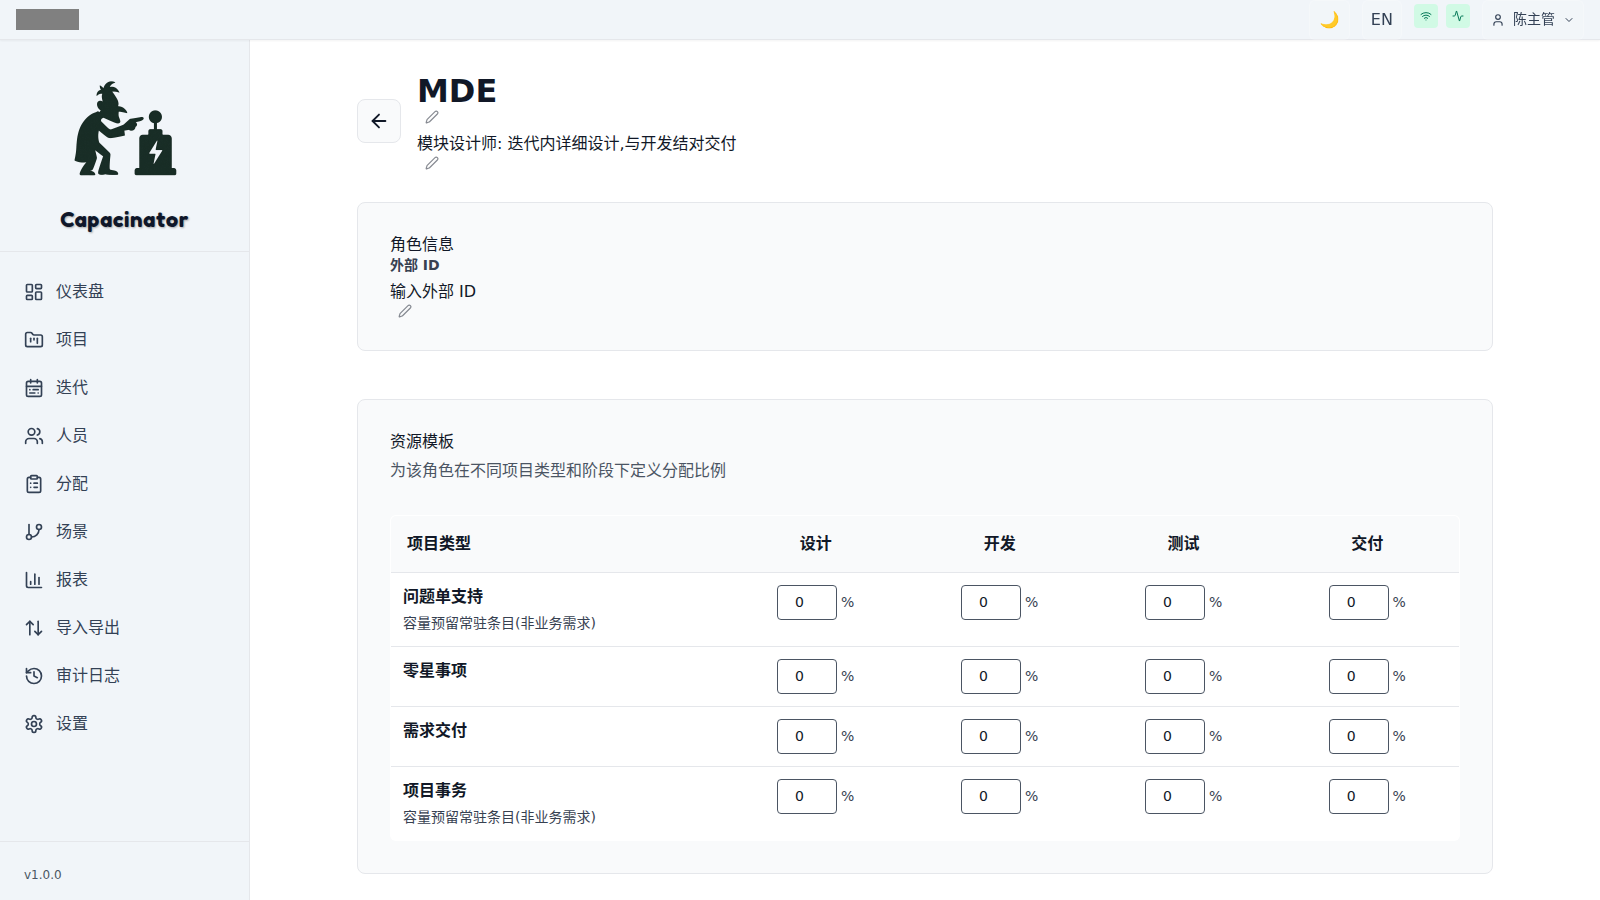 EN
陈主管
Capacinator
仪表盘
项目
迭代
人员
分配
场景
报表
导入导出
审计日志
设置
v1.0.0
MDE
模块设计师: 迭代内详细设计,与开发结对交付
角色信息
外部 ID
输入外部 ID
资源模板
为该角色在不同项目类型和阶段下定义分配比例
项目类型 设计 开发 测试 交付
问题单支持 0 % 0 % 0 % 0 %
容量预留常驻条目(非业务需求)
零星事项 0 % 0 % 0 % 0 %
需求交付 0 % 0 % 0 % 0 %
项目事务 0 % 0 % 0 % 0 %
容量预留常驻条目(非业务需求)